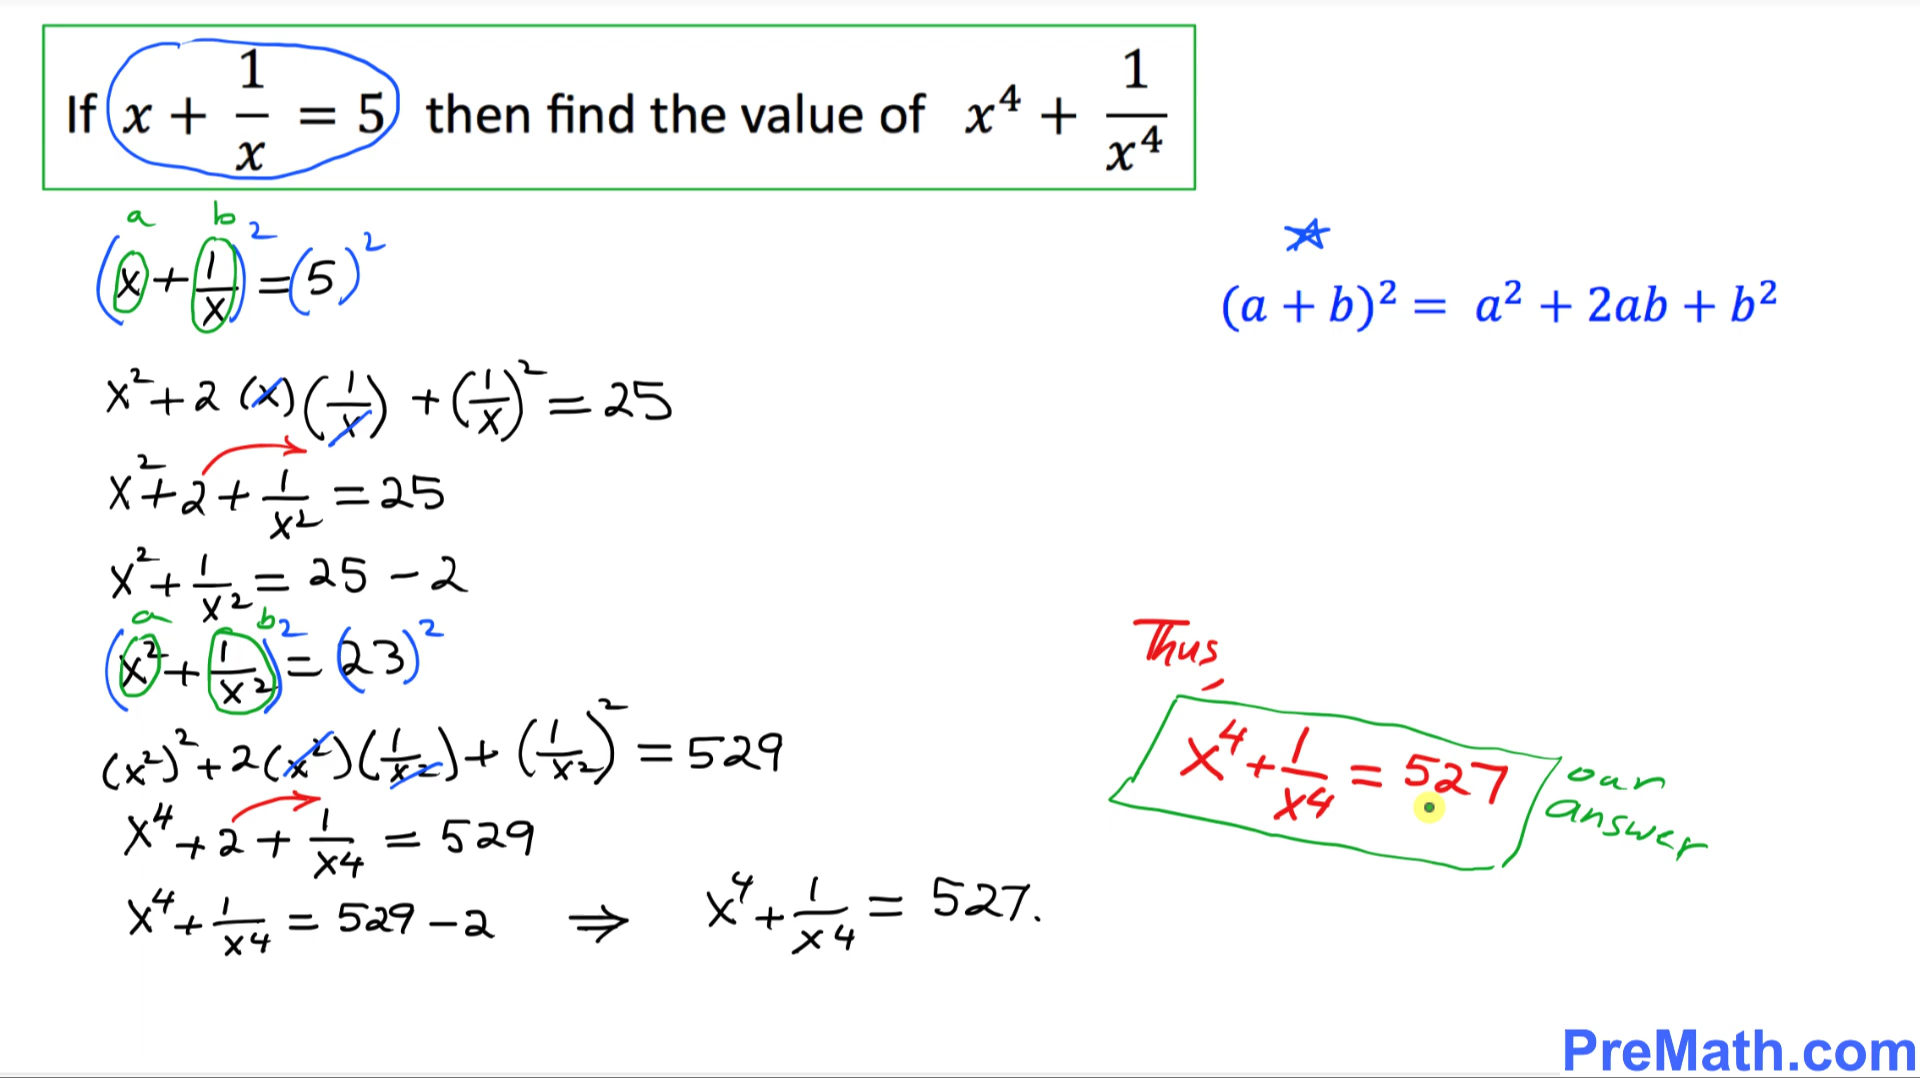 If x + 1/x = 5 then find the value of x⁴ + 1/x⁴
a b
(x + 1/x)² = (5)²
(a + b)² = a² + 2ab + b²
x² + 2 (x)(1/x) + (1/x)² = 25
x² + 2 + 1/x² = 25
x² + 1/x² = 25 - 2
a b
(x² + 1/x²)² = (23)²
(x²)² + 2(x²)(1/x²) + (1/x²)² = 529
x⁴ + 2 + 1/x⁴ = 529
x⁴ + 1/x⁴ = 529 - 2 ⇒ x⁴ + 1/x⁴ = 527.
Thus,
x⁴ + 1/x⁴ = 527
our
answer
PreMath.com